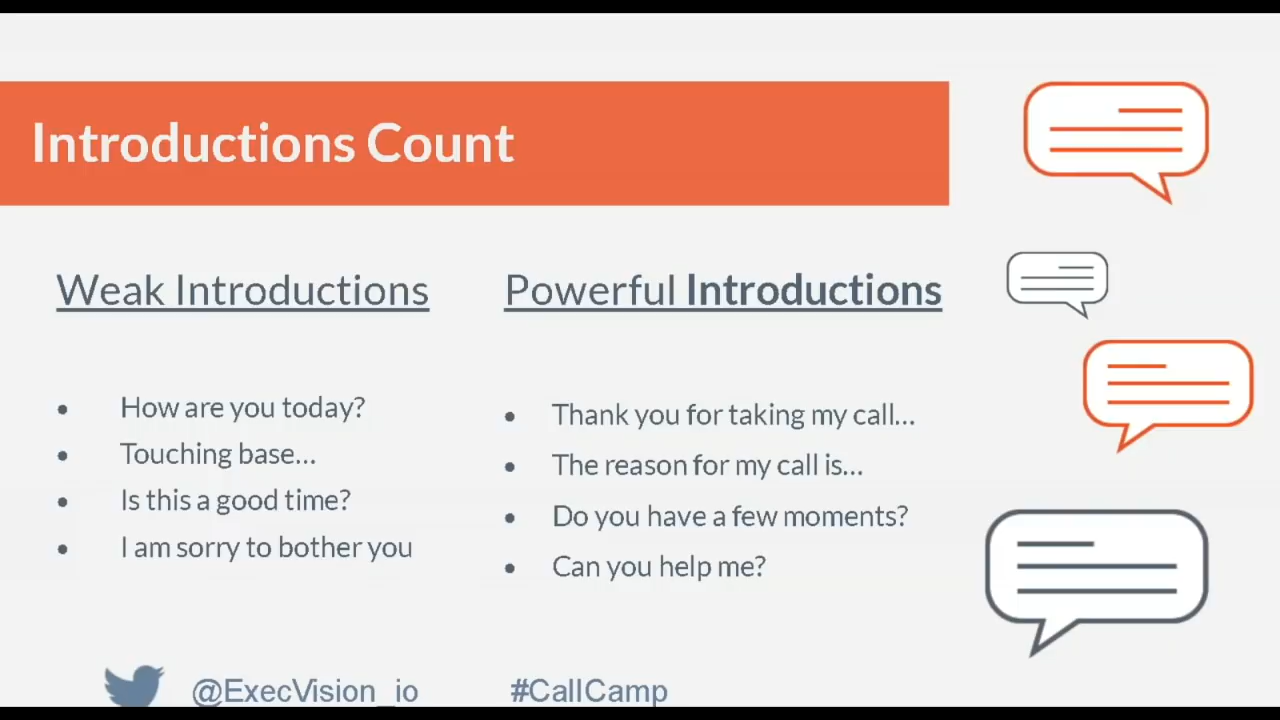 Introductions Count
Weak Introductions
• How are you today?
• Touching base...
• Is this a good time?
• I am sorry to bother you
Powerful Introductions
• Thank you for taking my call...
• The reason for my call is...
• Do you have a few moments?
• Can you help me?
@ExecVision_io
#CallCamp